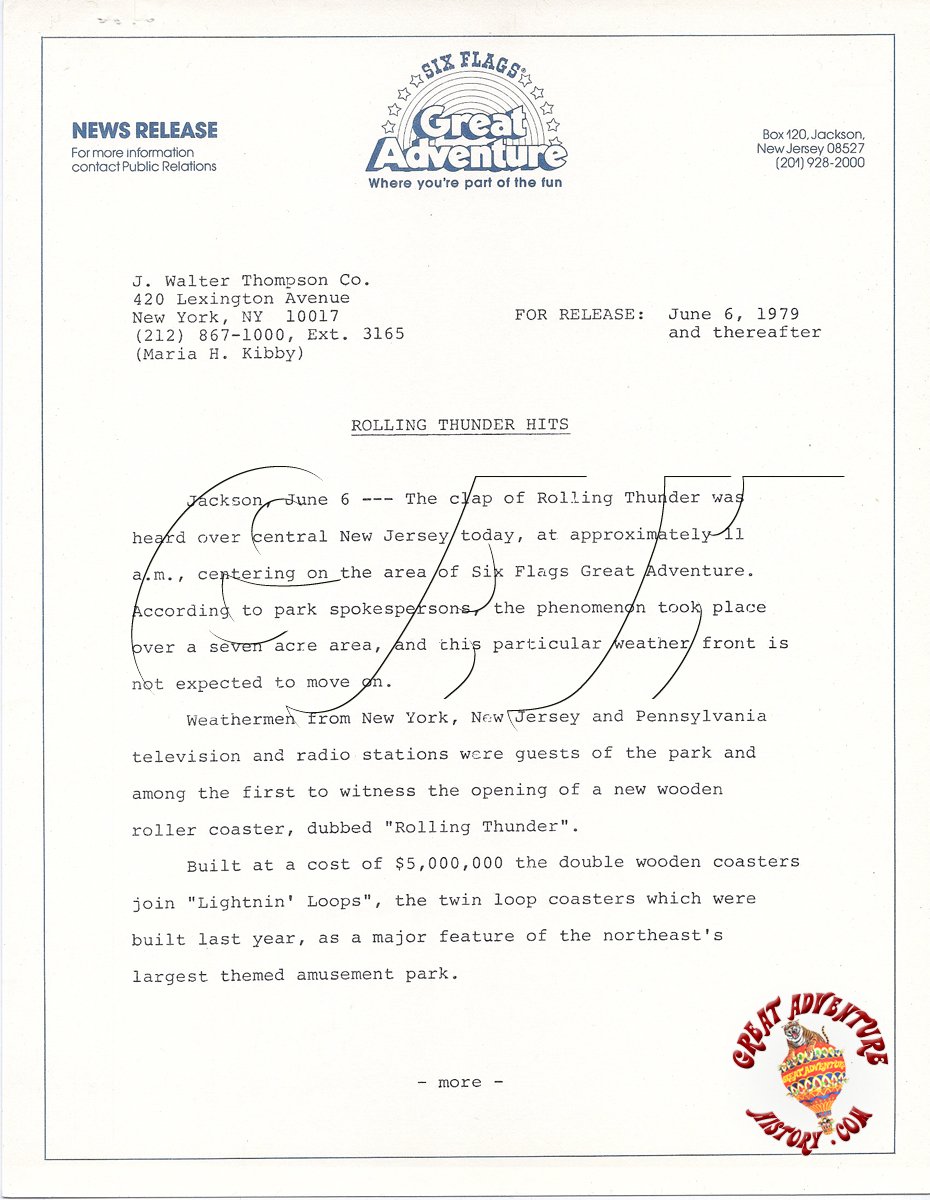 SIX FLAGS®
Great
Adventure
Where you're part of the fun
NEWS RELEASE
For more information
contact Public Relations
Box 120, Jackson,
New Jersey 08527
(201) 928-2000
J. Walter Thompson Co.
420 Lexington Avenue
New York, NY  10017
(212) 867-1000, Ext. 3165
(Maria H. Kibby)
FOR RELEASE:  June 6, 1979
and thereafter
ROLLING THUNDER HITS
Jackson, June 6 --- The clap of Rolling Thunder was
heard over central New Jersey today, at approximately 11
a.m., centering on the area of Six Flags Great Adventure.
According to park spokespersons, the phenomenon took place
over a seven acre area, and this particular weather front is
not expected to move on.
Weathermen from New York, New Jersey and Pennsylvania
television and radio stations were guests of the park and
among the first to witness the opening of a new wooden
roller coaster, dubbed "Rolling Thunder".
Built at a cost of $5,000,000 the double wooden coasters
join "Lightnin' Loops", the twin loop coasters which were
built last year, as a major feature of the northeast's
largest themed amusement park.
- more -
GREAT ADVENTURE
GREAT ADVENTURE
HISTORY.COM